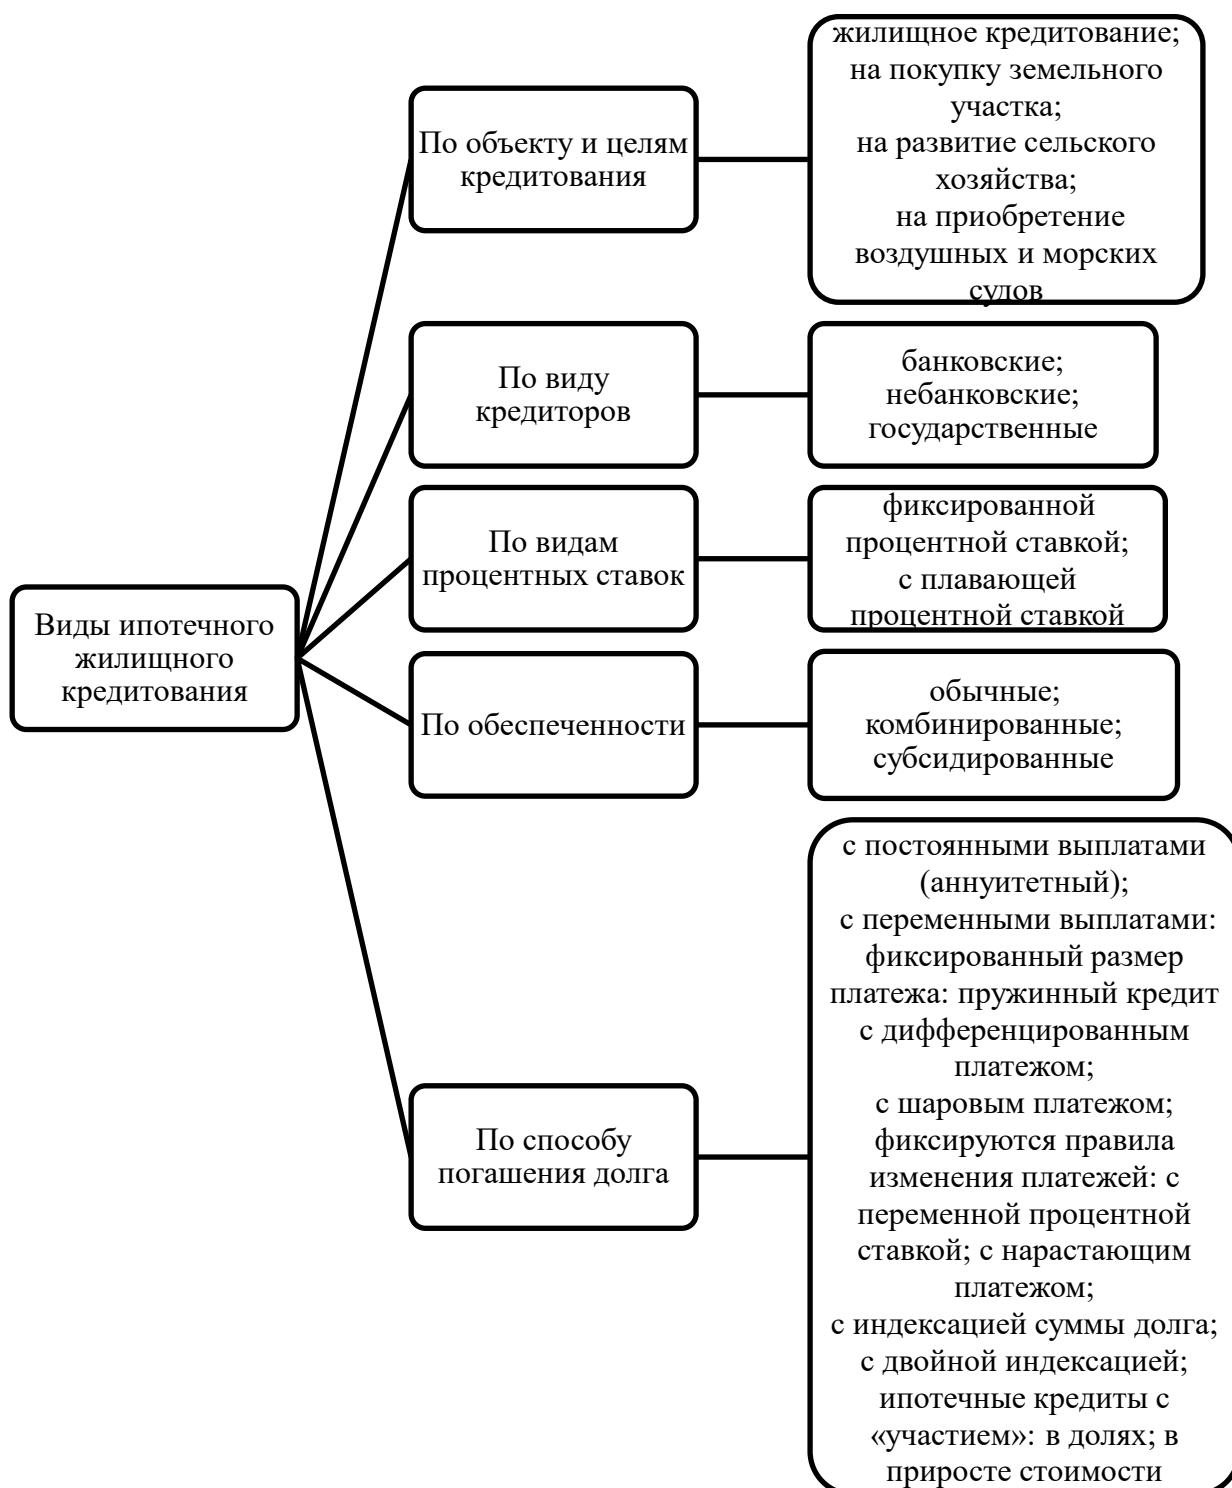 Виды ипотечного
жилищного
кредитования
По объекту и целям
кредитования
жилищное кредитование;
на покупку земельного
участка;
на развитие сельского
хозяйства;
на приобретение
воздушных и морских
судов
По виду
кредиторов
банковские;
небанковские;
государственные
По видам
процентных ставок
фиксированной
процентной ставкой;
с плавающей
процентной ставкой
По обеспеченности
обычные;
комбинированные;
субсидированные
По способу
погашения долга
с постоянными выплатами
(аннуитетный);
с переменными выплатами:
фиксированный размер
платежа: пружинный кредит
с дифференцированным
платежом;
с шаровым платежом;
фиксируются правила
изменения платежей: с
переменной процентной
ставкой; с нарастающим
платежом;
с индексацией суммы долга;
с двойной индексацией;
ипотечные кредиты с
«участием»: в долях; в
приросте стоимости